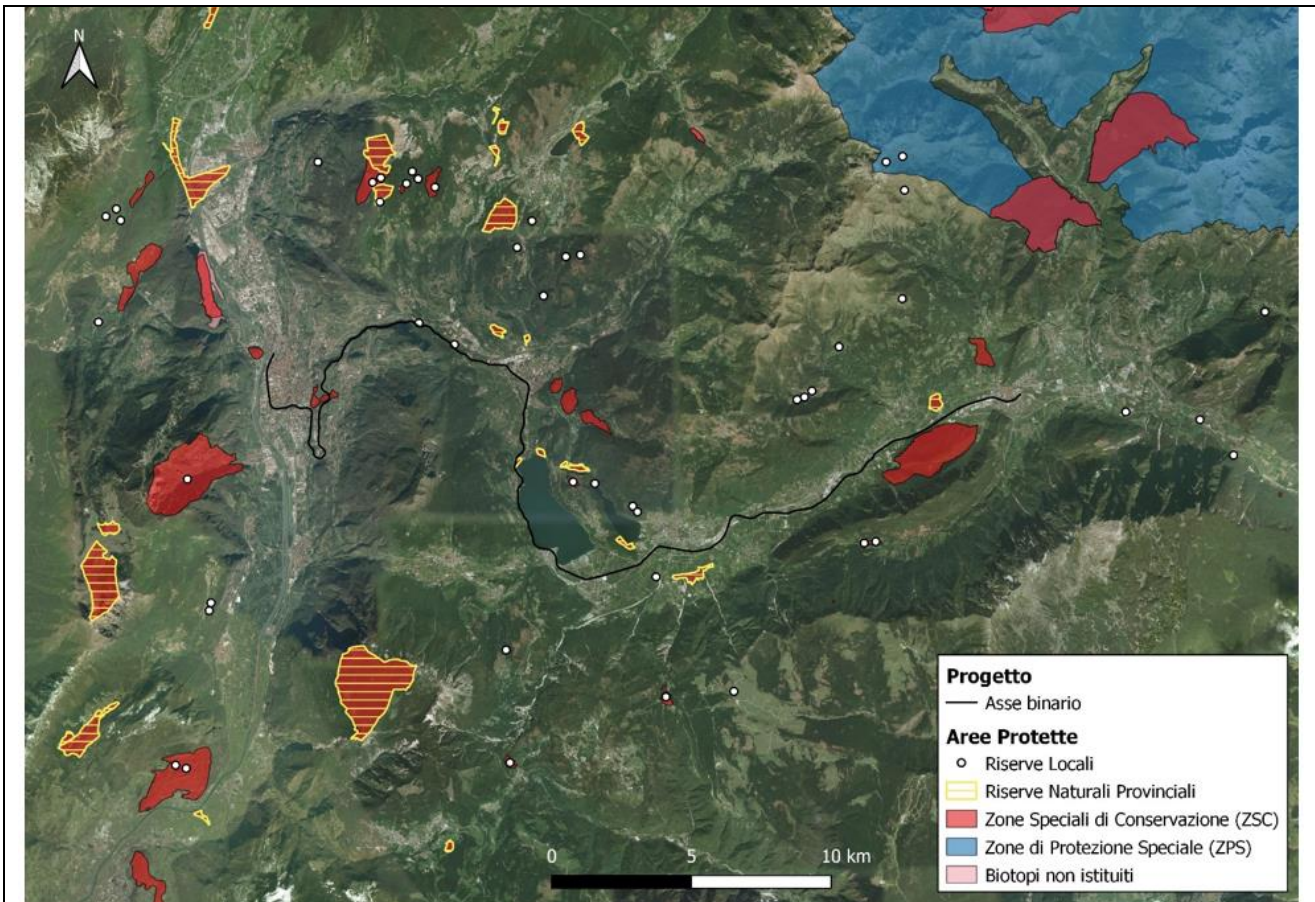 N
Progetto
Asse binario
Aree Protette
Riserve Locali
Riserve Naturali Provinciali
Zone Speciali di Conservazione (ZSC)
Zone di Protezione Speciale (ZPS)
Biotopi non istituiti
0 5 10 km